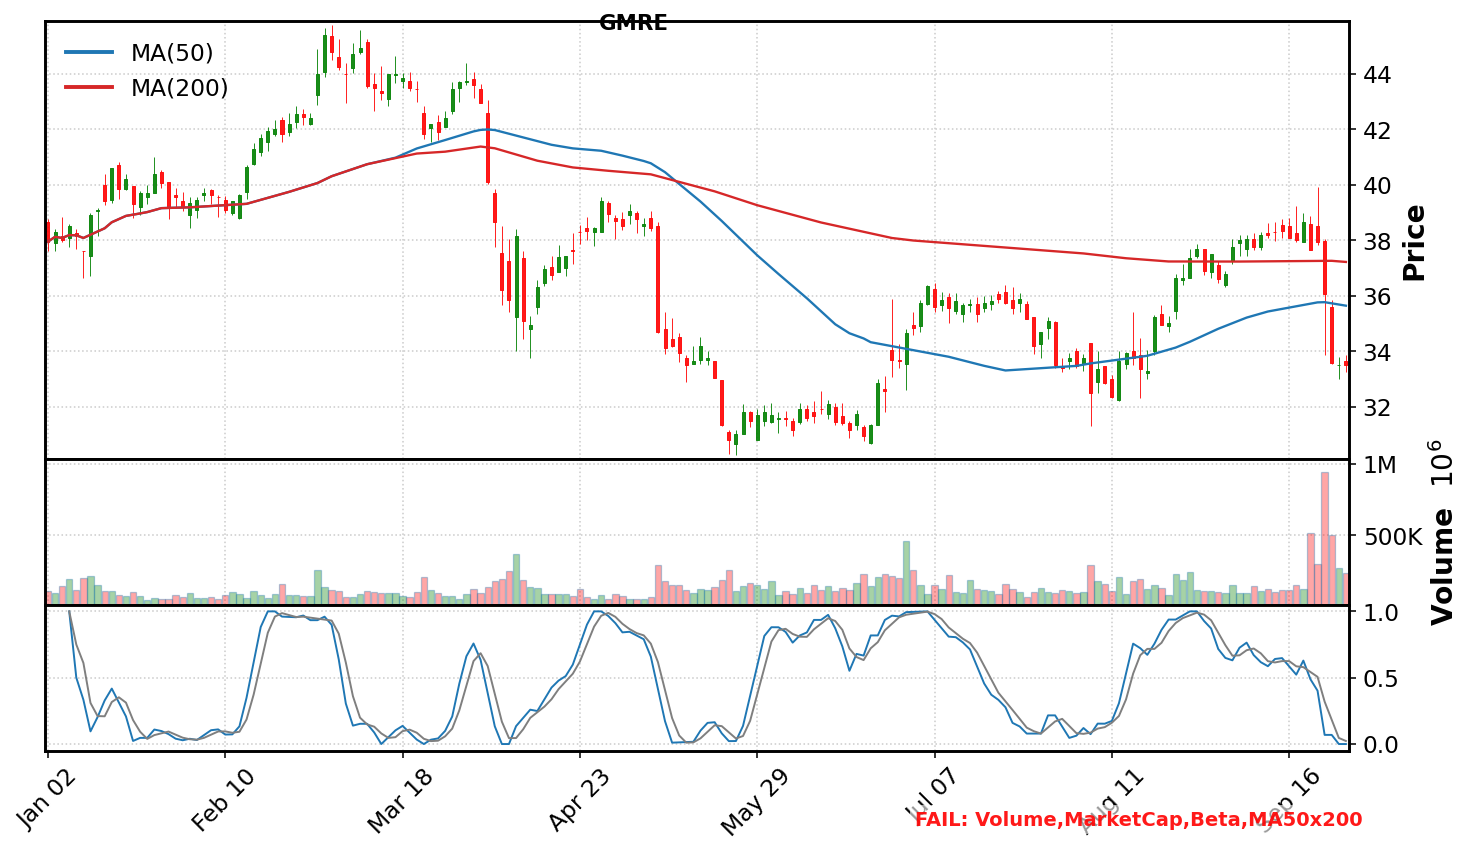 GMRE
MA(50)
MA(200)
44
42
40
38
36
34
32
Price
1M
500K
Volume 10^6
1.0
0.5
0.0
Jan 02
Feb 10
Mar 18
Apr 23
May 29
Jul 07
Aug 11
Sep 16
FAIL: Volume,MarketCap,Beta,MA50x200